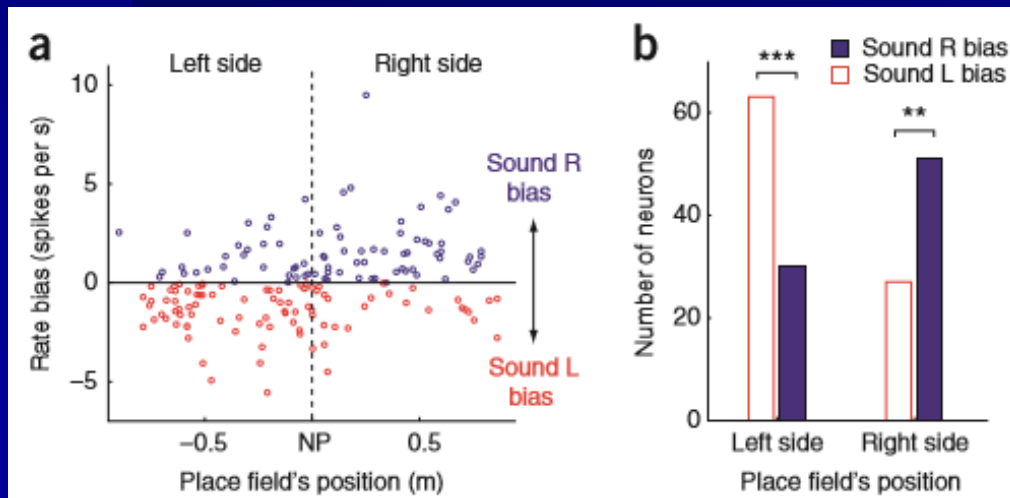 a
Left side
Right side
10
5
0
−5
Rate bias (spikes per s)
Sound R
bias
Sound L
bias
−0.5
NP
0.5
Place field's position (m)
b
Sound R bias
Sound L bias
***
**
60
40
20
0
Number of neurons
Left side
Right side
Place field's position